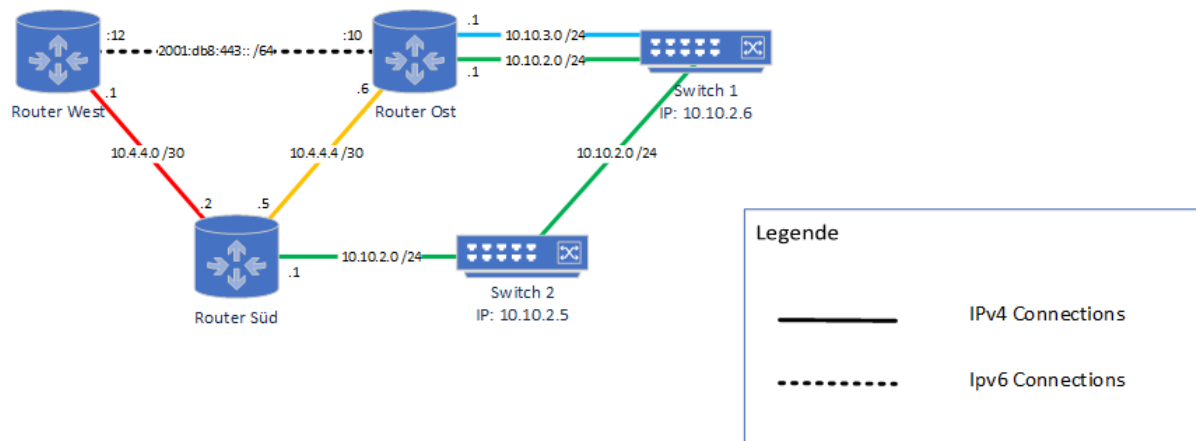 .1
:12
2001:db8:443:: /64
:10
10.10.3.0 /24
10.10.2.0 /24
.1
.1
.6
Router West
Router Ost
Switch 1
IP: 10.10.2.6
10.4.4.0 /30
10.4.4.4 /30
10.10.2.0 /24
.2
.5
10.10.2.0 /24
.1
Switch 2
IP: 10.10.2.5
Router Süd
Legende
IPv4 Connections
Ipv6 Connections